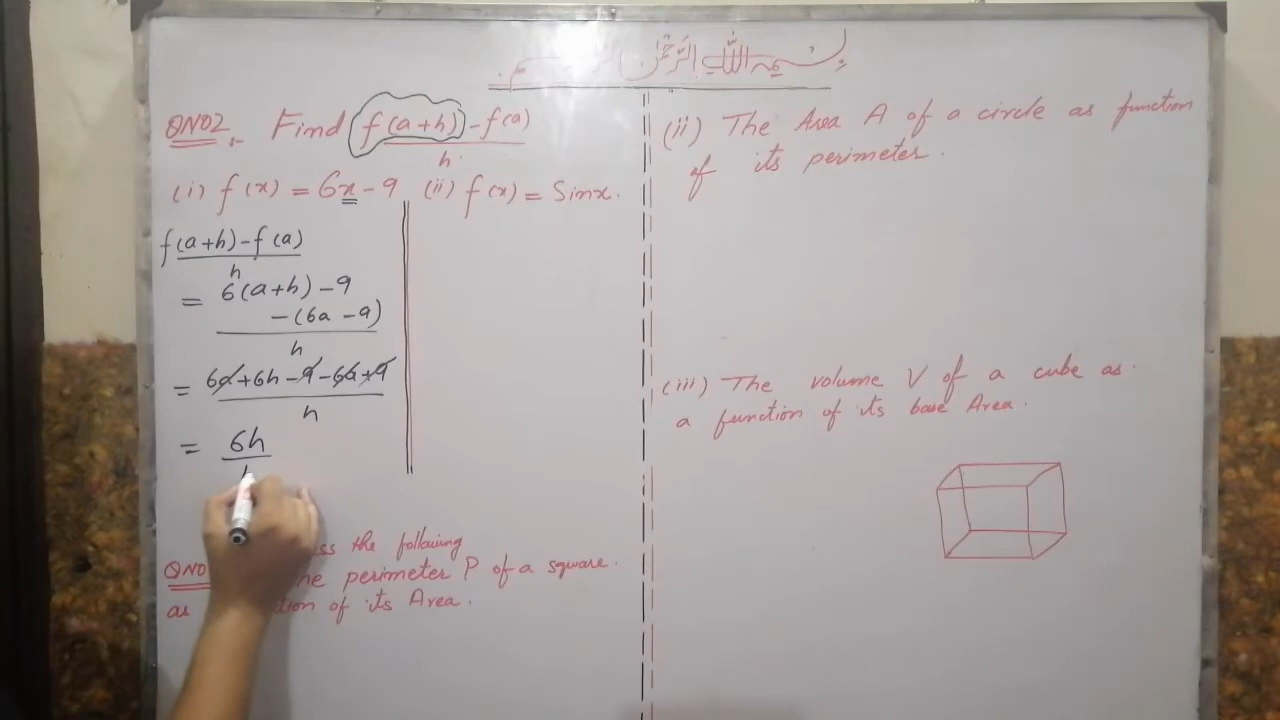 بسم اللہ الرحمٰن
QNO2 :- Find f(a+h) - f(a)
h
(i) f(x) = 6x - 9 (ii) f(x) = Sinx.
f(a+h) - f(a)
h
= 6(a+h) - 9
-(6a - 9)
h
= 6a + 6h - 9 - 6a + 9
h
= 6h
QNO the following
perimeter P of a square.
as of its Area.
(ii) The Area A of a circle as function
of its perimeter.
(iii) The volume V of a cube as.
a function of its base Area.